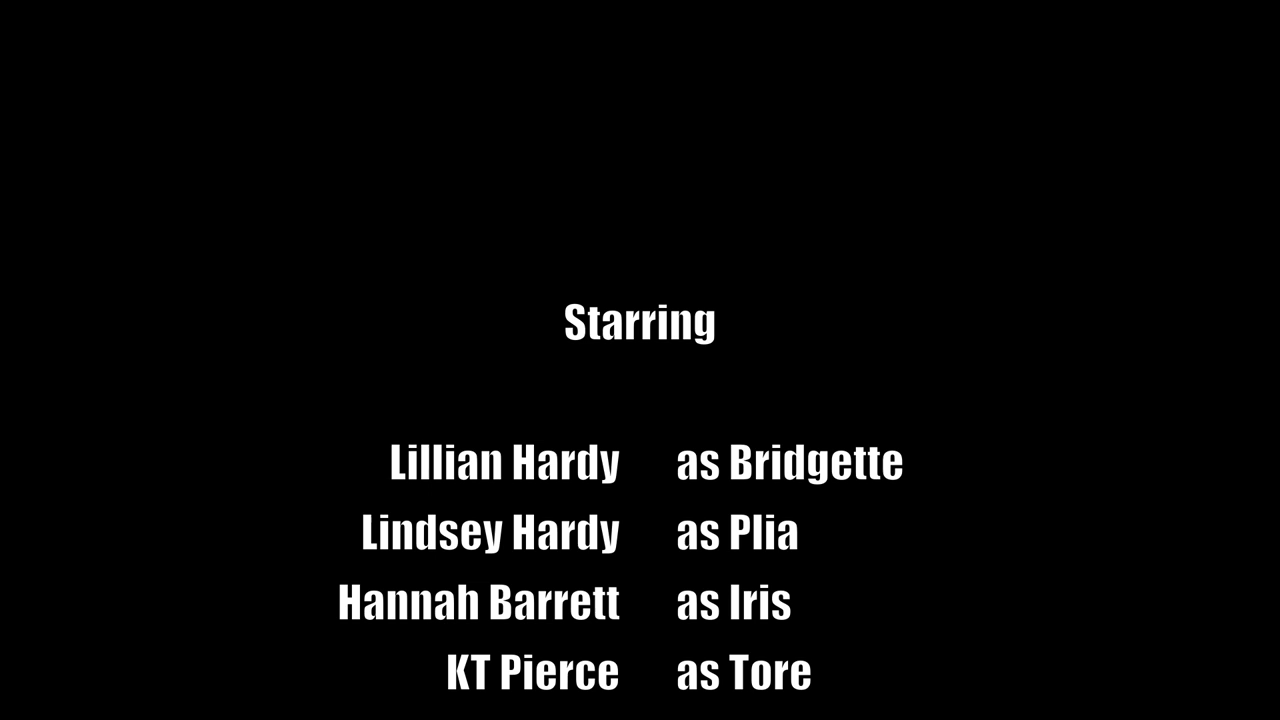 Starring
Lillian Hardy as Bridgette
Lindsey Hardy as Plia
Hannah Barrett as Iris
KT Pierce as Tore